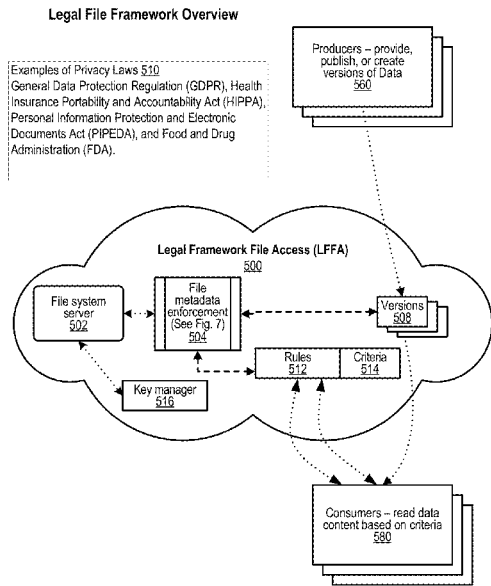 Legal File Framework Overview
Examples of Privacy Laws 510
General Data Protection Regulation (GDPR), Health
Insurance Portability and Accountability Act (HIPPA),
Personal Information Protection and Electronic
Documents Act (PIPEDA), and Food and Drug
Administration (FDA).
Producers – provide,
publish, or create
versions of Data
560
Legal Framework File Access (LFFA)
500
File system
server
502
File
metadata
enforcement
(See Fig. 7)
504
Versions
508
Rules
512
Criteria
514
Key manager
516
Consumers – read data
content based on criteria
580